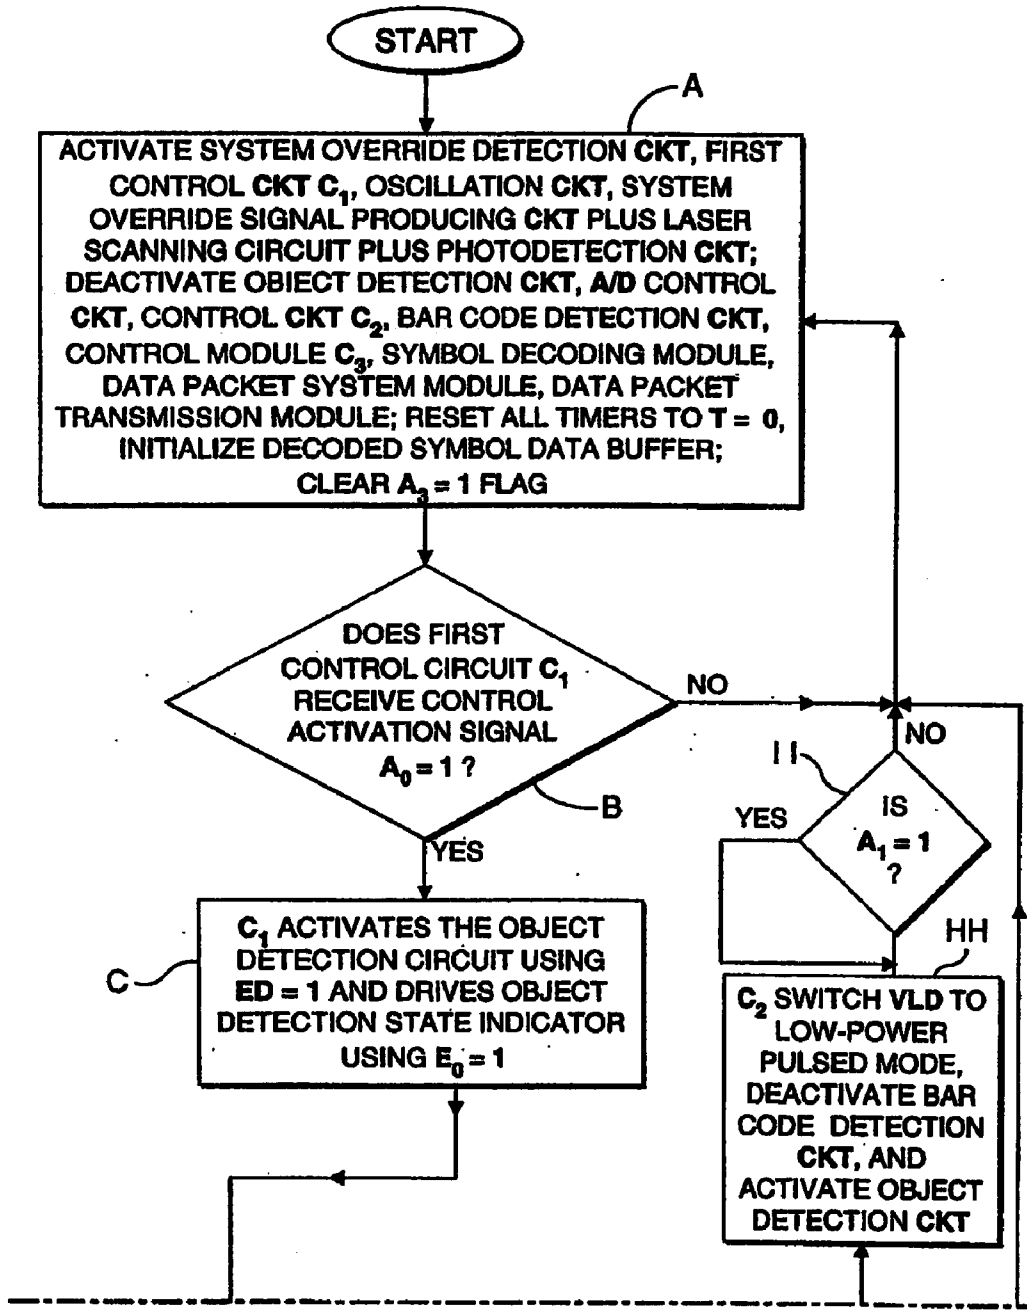 START
A
ACTIVATE SYSTEM OVERRIDE DETECTION CKT, FIRST
CONTROL CKT C₁, OSCILLATION CKT, SYSTEM
OVERRIDE SIGNAL PRODUCING CKT PLUS LASER
SCANNING CIRCUIT PLUS PHOTODETECTION CKT;
DEACTIVATE OBIECT DETECTION CKT, A/D CONTROL
CKT, CONTROL CKT C₂, BAR CODE DETECTION CKT,
CONTROL MODULE C₃, SYMBOL DECODING MODULE,
DATA PACKET SYSTEM MODULE, DATA PACKET
TRANSMISSION MODULE; RESET ALL TIMERS TO T = 0,
INITIALIZE DECODED SYMBOL DATA BUFFER;
CLEAR A₃ = 1 FLAG
DOES FIRST
CONTROL CIRCUIT C₁
RECEIVE CONTROL
ACTIVATION SIGNAL
A₀ = 1 ?
NO
B
YES
NO
II
IS
A₁ = 1
?
YES
C
C₁ ACTIVATES THE OBJECT
DETECTION CIRCUIT USING
ED = 1 AND DRIVES OBJECT
DETECTION STATE INDICATOR
USING E₀ = 1
HH
C₂ SWITCH VLD TO
LOW-POWER
PULSED MODE,
DEACTIVATE BAR
CODE DETECTION
CKT, AND
ACTIVATE OBJECT
DETECTION CKT